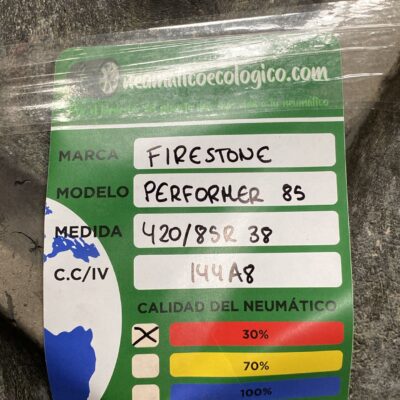 neumaticoecologico.com
MARCA FIRESTONE
MODELO PERFORMER 85
MEDIDA 420/85R 38
C.C/IV 144A8
CALIDAD DEL NEUMÁTICO
X 30%
70%
100%